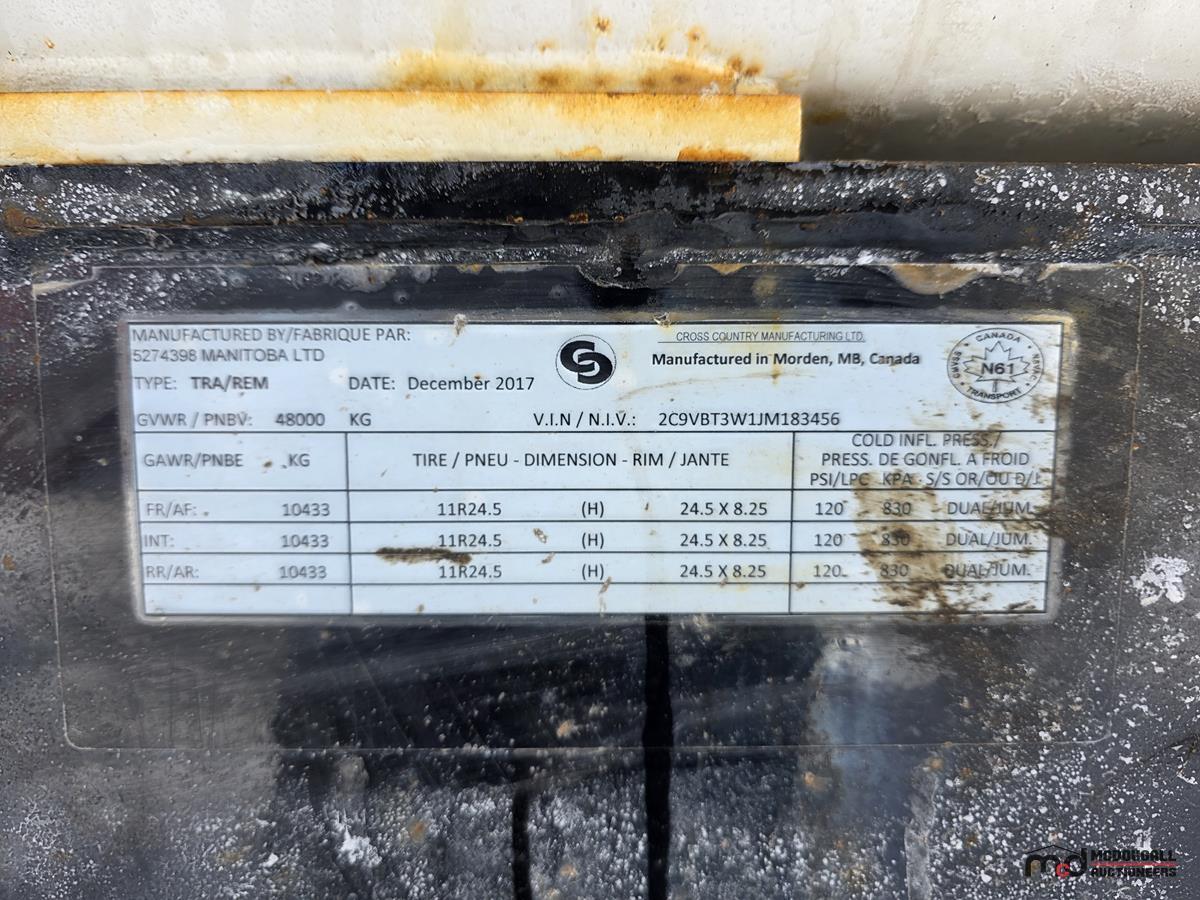 MANUFACTURED BY/FABRIQUE PAR:
5274398 MANITOBA LTD
CROSS COUNTRY MANUFACTURING LTD.
Manufactured in Morden, MB, Canada
CANADA
N61
TRANSPORT
TYPE: TRA/REM DATE: December 2017
GVWR / PNBV: 48000 KG V.I.N / N.I.V.: 2C9VBT3W1JM183456
GAWR/PNBE KG TIRE / PNEU - DIMENSION - RIM / JANTE
COLD INFL. PRESS./
PRESS. DE GONFL. A FROID
PSI/LPC KPA S/S OR/OU D/J
FR/AF: 10433 11R24.5 (H) 24.5 X 8.25 120 830 DUAL/JUM.
INT: 10433 11R24.5 (H) 24.5 X 8.25 120 830 DUAL/JUM.
RR/AR: 10433 11R24.5 (H) 24.5 X 8.25 120 830 DUAL/JUM.
mcd MCDOUGALL
AUCTIONEERS